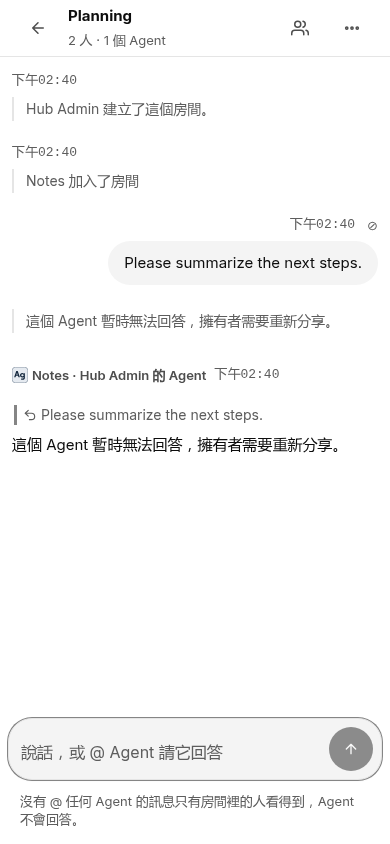 Planning
2 人 · 1 個 Agent
下午02:40
Hub Admin 建立了這個房間。
下午02:40
Notes 加入了房間
下午02:40
Please summarize the next steps.
這個 Agent 暫時無法回答，擁有者需要重新分享。
Ag Notes · Hub Admin 的 Agent 下午02:40
Please summarize the next steps.
這個 Agent 暫時無法回答，擁有者需要重新分享。
說話，或 @ Agent 請它回答
沒有 @ 任何 Agent 的訊息只有房間裡的人看得到，Agent
不會回答。